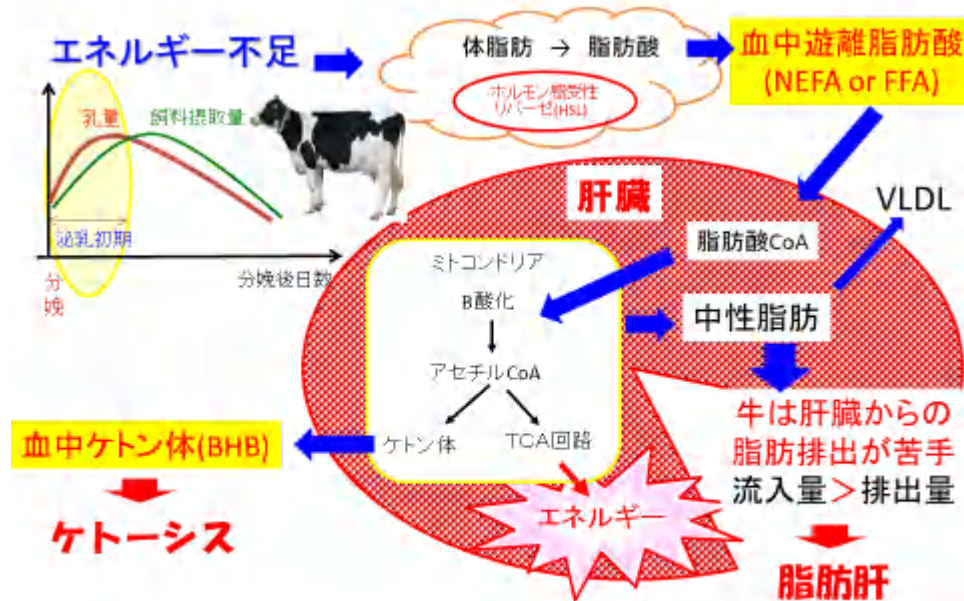 エネルギー不足
体脂肪 → 脂肪酸
ホルモン感受性
リパーゼ(HSL)
血中遊離脂肪酸
(NEFA or FFA)
乳量
飼料摂取量
泌乳初期
分娩
分娩後日数
肝臓
VLDL
脂肪酸CoA
ミトコンドリア
B酸化
中性脂肪
アセチルCoA
ケトン体
TCA回路
血中ケトン体(BHB)
ケトーシス
エネルギー
牛は肝臓からの
脂肪排出が苦手
流入量＞排出量
脂肪肝